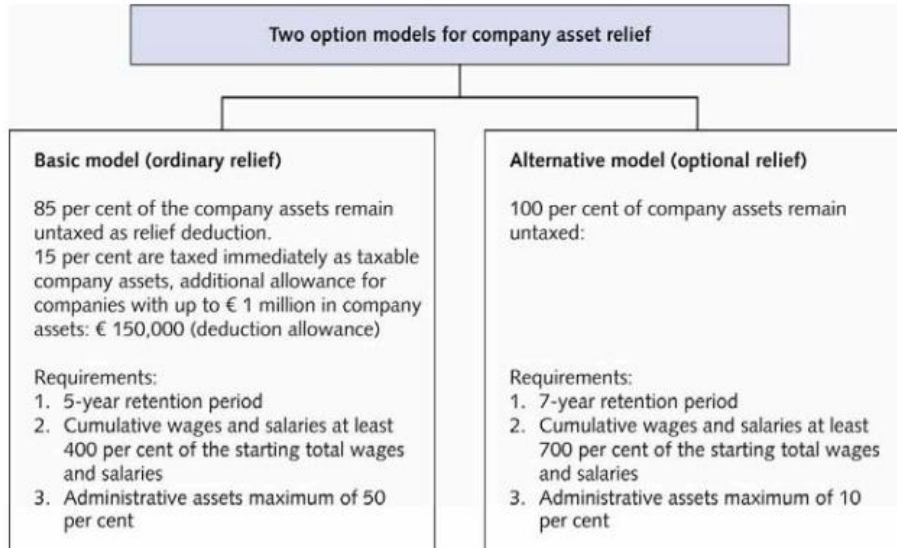 Two option models for company asset relief
Basic model (ordinary relief)
85 per cent of the company assets remain
untaxed as relief deduction.
15 per cent are taxed immediately as taxable
company assets, additional allowance for
companies with up to € 1 million in company
assets: € 150,000 (deduction allowance)
Requirements:
1. 5-year retention period
2. Cumulative wages and salaries at least
400 per cent of the starting total wages
and salaries
3. Administrative assets maximum of 50
per cent
Alternative model (optional relief)
100 per cent of company assets remain
untaxed:
Requirements:
1. 7-year retention period
2. Cumulative wages and salaries at least
700 per cent of the starting total wages
and salaries
3. Administrative assets maximum of 10
per cent